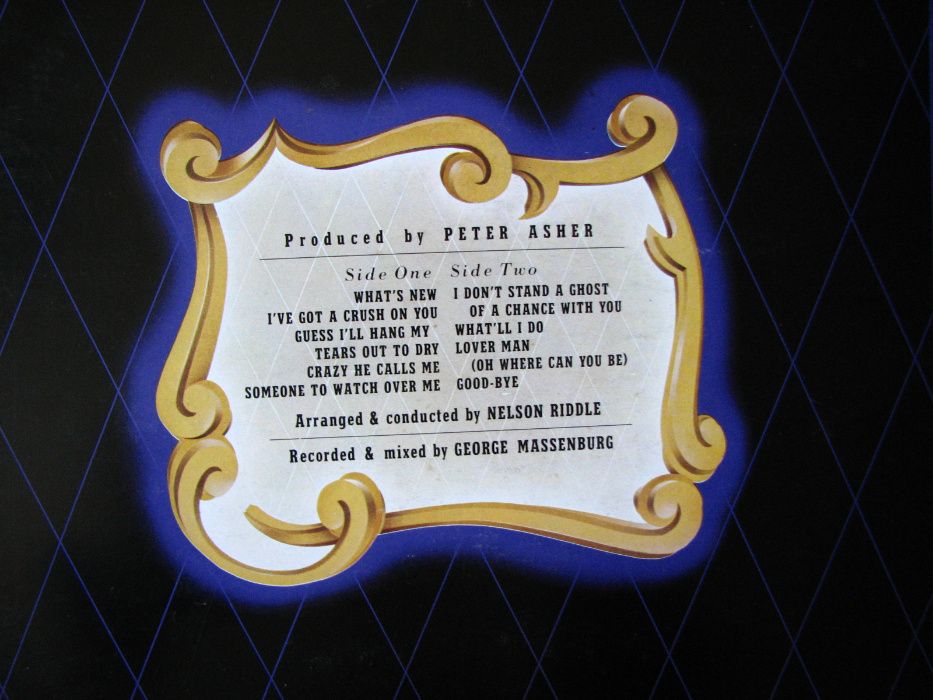 Produced by PETER ASHER
Side One
WHAT'S NEW
I'VE GOT A CRUSH ON YOU
GUESS I'LL HANG MY
TEARS OUT TO DRY
CRAZY HE CALLS ME
SOMEONE TO WATCH OVER ME
Side Two
I DON'T STAND A GHOST
OF A CHANCE WITH YOU
WHAT'LL I DO
LOVER MAN
(OH WHERE CAN YOU BE)
GOOD-BYE
Arranged & conducted by NELSON RIDDLE
Recorded & mixed by GEORGE MASSENBURG